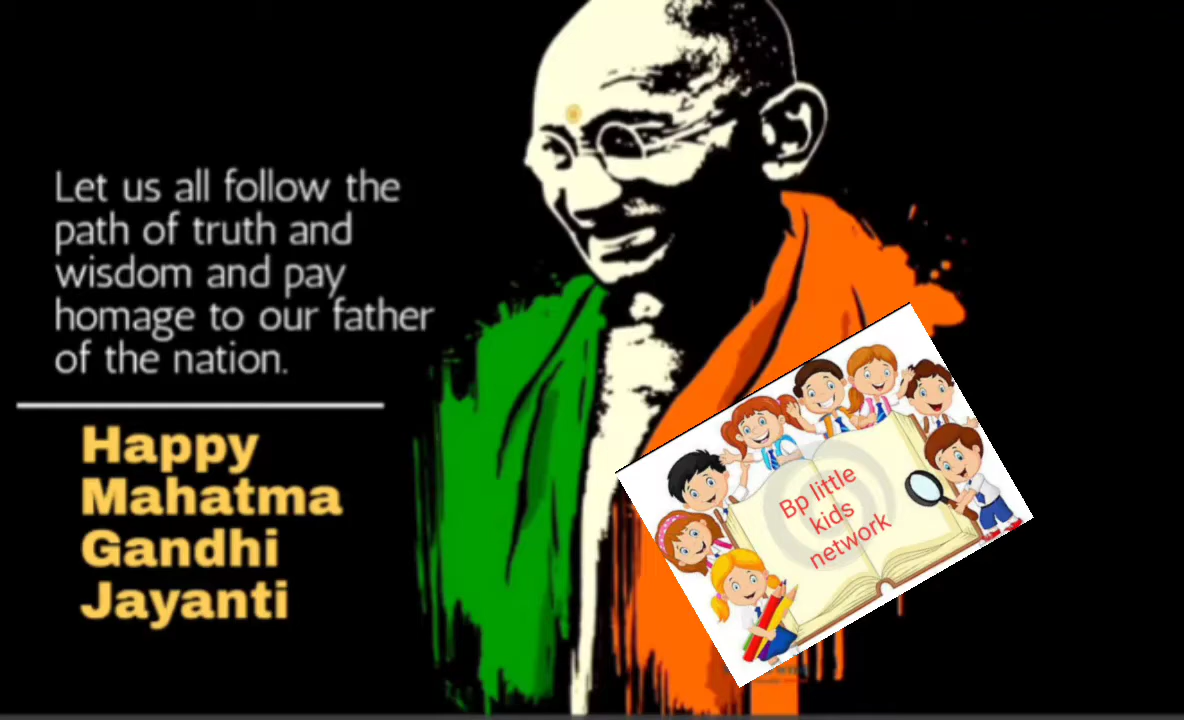 Let us all follow the
path of truth and
wisdom and pay
homage to our father
of the nation.
Happy
Mahatma
Gandhi
Jayanti
Bp little
kids
network